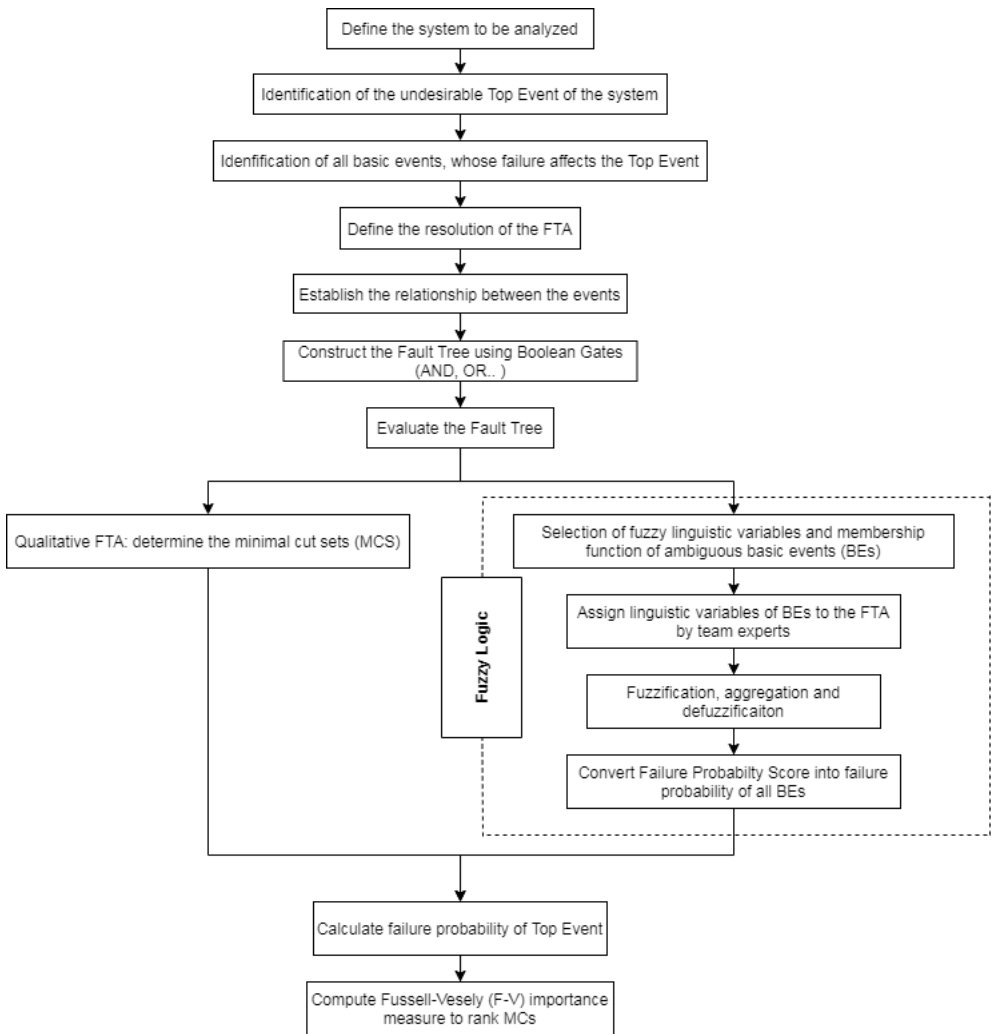 Define the system to be analyzed
Identification of the undesirable Top Event of the system
Idenfification of all basic events, whose failure affects the Top Event
Define the resolution of the FTA
Establish the relationship between the events
Construct the Fault Tree using Boolean Gates
(AND, OR.. )
Evaluate the Fault Tree
Qualitative FTA: determine the minimal cut sets (MCS)
Selection of fuzzy linguistic variables and membership
function of ambiguous basic events (BEs)
Fuzzy Logic
Assign linguistic variables of BEs to the FTA
by team experts
Fuzzification, aggregation and
defuzzificaiton
Convert Failure Probabilty Score into failure
probability of all BEs
Calculate failure probability of Top Event
Compute Fussell-Vesely (F-V) importance
measure to rank MCs